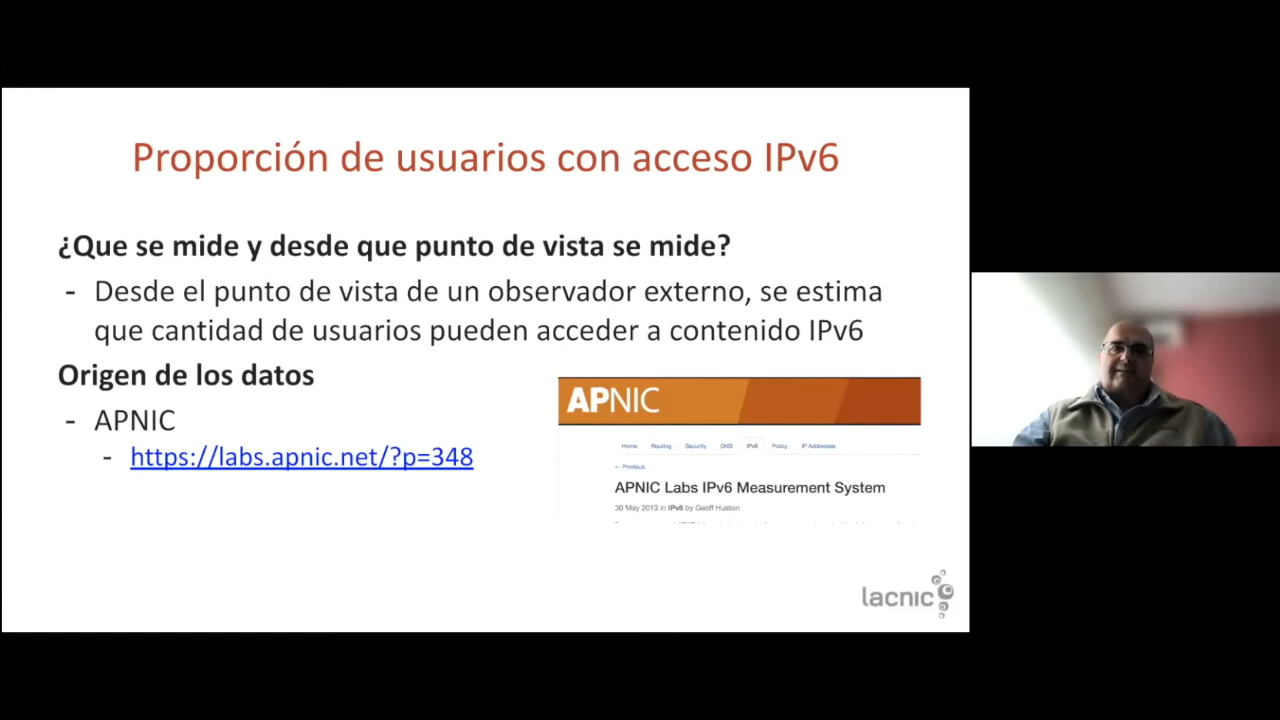 Proporción de usuarios con acceso IPv6
¿Que se mide y desde que punto de vista se mide?
- Desde el punto de vista de un observador externo, se estima
que cantidad de usuarios pueden acceder a contenido IPv6
Origen de los datos
- APNIC
- https://labs.apnic.net/?p=348
APNIC
Home Routing Security DNS IPv6 Policy IP Addresses
← Previous
APNIC Labs IPv6 Measurement System
30 May 2013 in IPv6 by Geoff Huston
lacnic